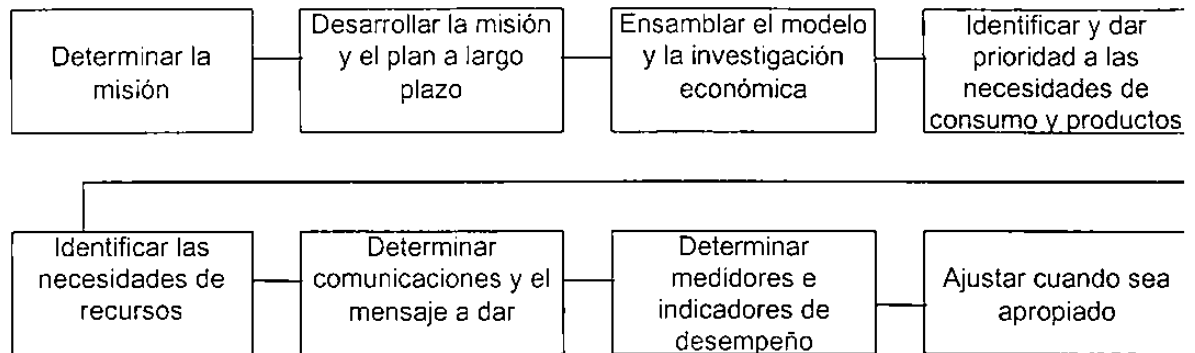 Determinar la
misión
Desarrollar la misión
y el plan a largo
plazo
Ensamblar el modelo
y la investigación
económica
Identificar y dar
prioridad a las
necesidades de
consumo y productos
Identificar las
necesidades de
recursos
Determinar
comunicaciones y el
mensaje a dar
Determinar
medidores e
indicadores de
desempeño
Ajustar cuando sea
apropiado